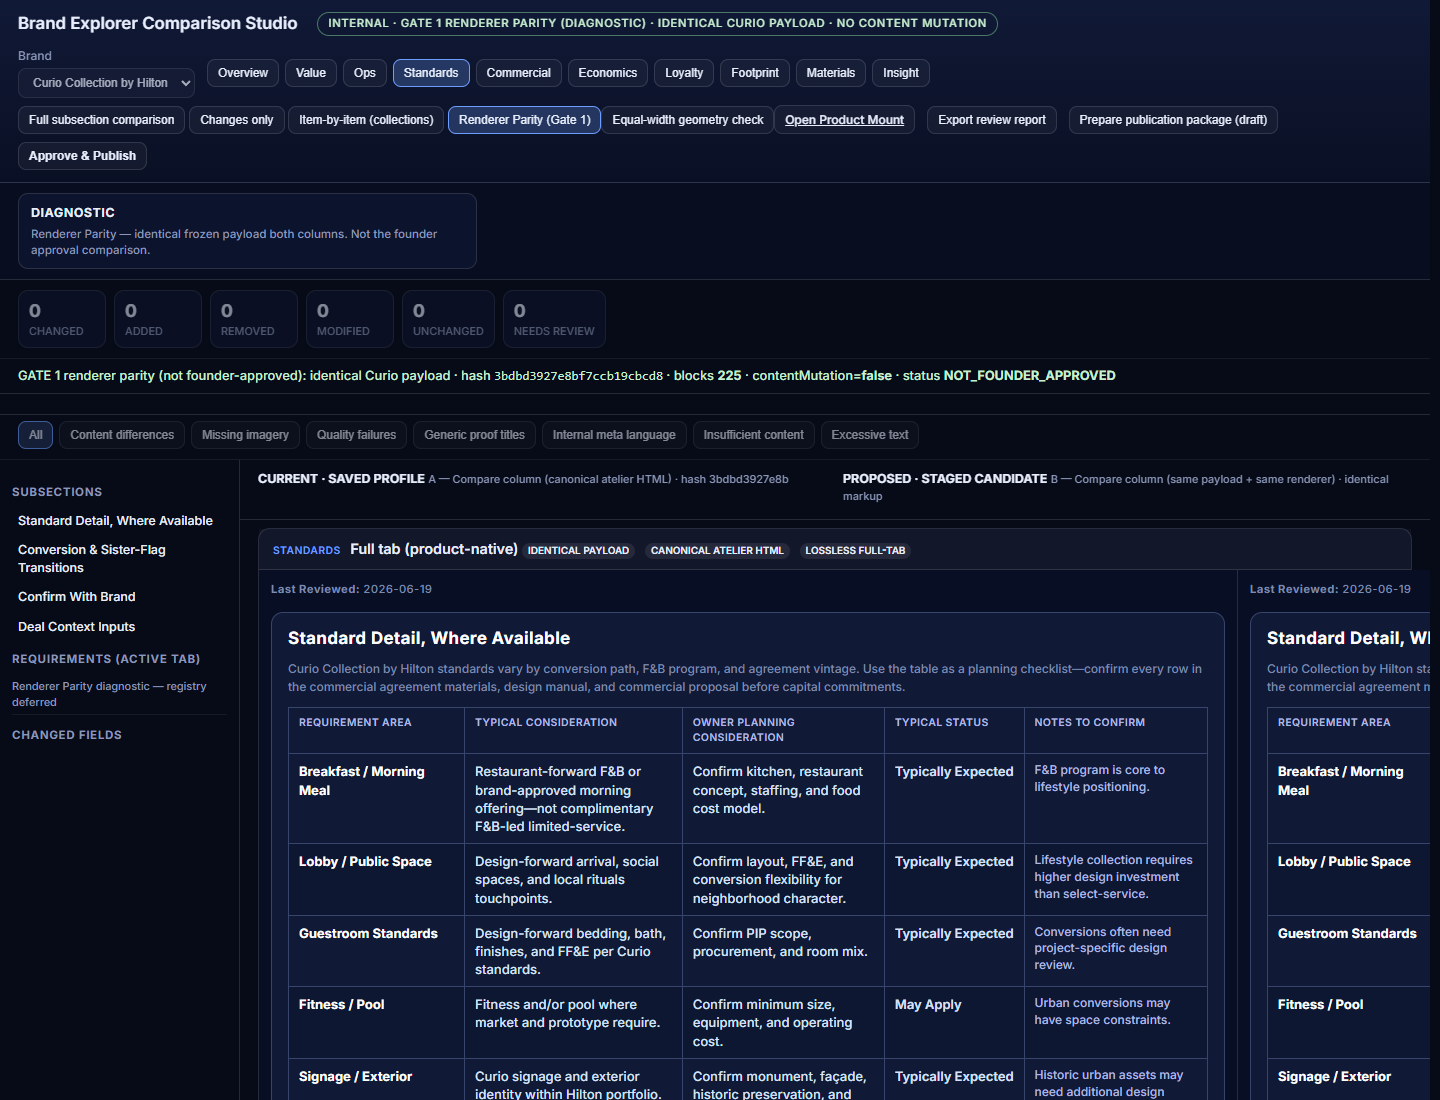 Brand Explorer Comparison Studio
INTERNAL · GATE 1 RENDERER PARITY (DIAGNOSTIC) · IDENTICAL CURIO PAYLOAD · NO CONTENT MUTATION
Brand
Curio Collection by Hilton
Overview
Value
Ops
Standards
Commercial
Economics
Loyalty
Footprint
Materials
Insight
Full subsection comparison
Changes only
Item-by-item (collections)
Renderer Parity (Gate 1)
Equal-width geometry check
Open Product Mount
Export review report
Prepare publication package (draft)
Approve & Publish
DIAGNOSTIC
Renderer Parity — identical frozen payload both columns. Not the founder
approval comparison.
0
CHANGED
0
ADDED
0
REMOVED
0
MODIFIED
0
UNCHANGED
0
NEEDS REVIEW
GATE 1 renderer parity (not founder-approved): identical Curio payload · hash 3bdbd3927e8bf7ccb19cbcd8 · blocks 225 · contentMutation=false · status NOT_FOUNDER_APPROVED
All
Content differences
Missing imagery
Quality failures
Generic proof titles
Internal meta language
Insufficient content
Excessive text
SUBSECTIONS
Standard Detail, Where Available
Conversion & Sister-Flag
Transitions
Confirm With Brand
Deal Context Inputs
REQUIREMENTS (ACTIVE TAB)
Renderer Parity diagnostic — registry
deferred
CHANGED FIELDS
CURRENT · SAVED PROFILE A — Compare column (canonical atelier HTML) · hash 3bdbd3927e8b
PROPOSED · STAGED CANDIDATE B — Compare column (same payload + same renderer) · identical
markup
STANDARDS Full tab (product-native) IDENTICAL PAYLOAD CANONICAL ATELIER HTML LOSSLESS FULL-TAB
Last Reviewed: 2026-06-19
Standard Detail, Where Available
Curio Collection by Hilton standards vary by conversion path, F&B program, and agreement vintage. Use the table as a planning checklist—confirm every row in
the commercial agreement materials, design manual, and commercial proposal before capital commitments.
REQUIREMENT AREA
TYPICAL CONSIDERATION
OWNER PLANNING
CONSIDERATION
TYPICAL STATUS
NOTES TO CONFIRM
Breakfast / Morning
Meal
Restaurant-forward F&B or
brand-approved morning
offering—not complimentary
F&B-led limited-service.
Confirm kitchen, restaurant
concept, staffing, and food
cost model.
Typically Expected
F&B program is core to
lifestyle positioning.
Lobby / Public Space
Design-forward arrival, social
spaces, and local rituals
touchpoints.
Confirm layout, FF&E, and
conversion flexibility for
neighborhood character.
Typically Expected
Lifestyle collection requires
higher design investment
than select-service.
Guestroom Standards
Design-forward bedding, bath,
finishes, and FF&E per Curio
standards.
Confirm PIP scope,
procurement, and room mix.
Typically Expected
Conversions often need
project-specific design
review.
Fitness / Pool
Fitness and/or pool where
market and prototype require.
Confirm minimum size,
equipment, and operating
cost.
May Apply
Urban conversions may
have space constraints.
Signage / Exterior
Curio signage and exterior
identity within Hilton portfolio.
Confirm monument, façade,
historic preservation, and
Typically Expected
Historic urban assets may
need additional design
Last Reviewed: 2026-06-19
Standard Detail,
Curio Collection by Hilton
the commercial agreement
REQUIREMENT AREA
Breakfast / Morning
Meal
Lobby / Public Space
Guestroom Standards
Fitness / Pool
Signage / Exterior